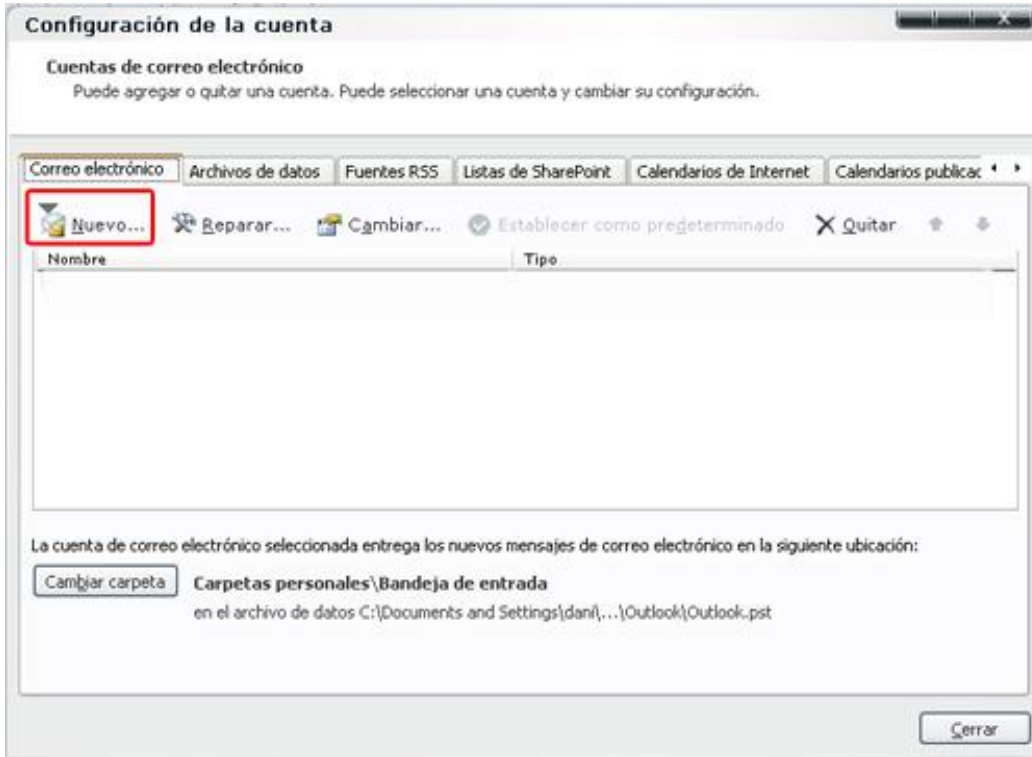 Configuración de la cuenta
Cuentas de correo electrónico
Puede agregar o quitar una cuenta. Puede seleccionar una cuenta y cambiar su configuración.
Correo electrónico Archivos de datos Fuentes RSS Listas de SharePoint Calendarios de Internet Calendarios publicac
Nuevo... Reparar... Cambiar... Establecer como predeterminado Quitar
Nombre Tipo
La cuenta de correo electrónico seleccionada entrega los nuevos mensajes de correo electrónico en la siguiente ubicación:
Cambiar carpeta Carpetas personales\Bandeja de entrada
en el archivo de datos C:\Documents and Settings\dani\...\Outlook\Outlook.pst
Cerrar